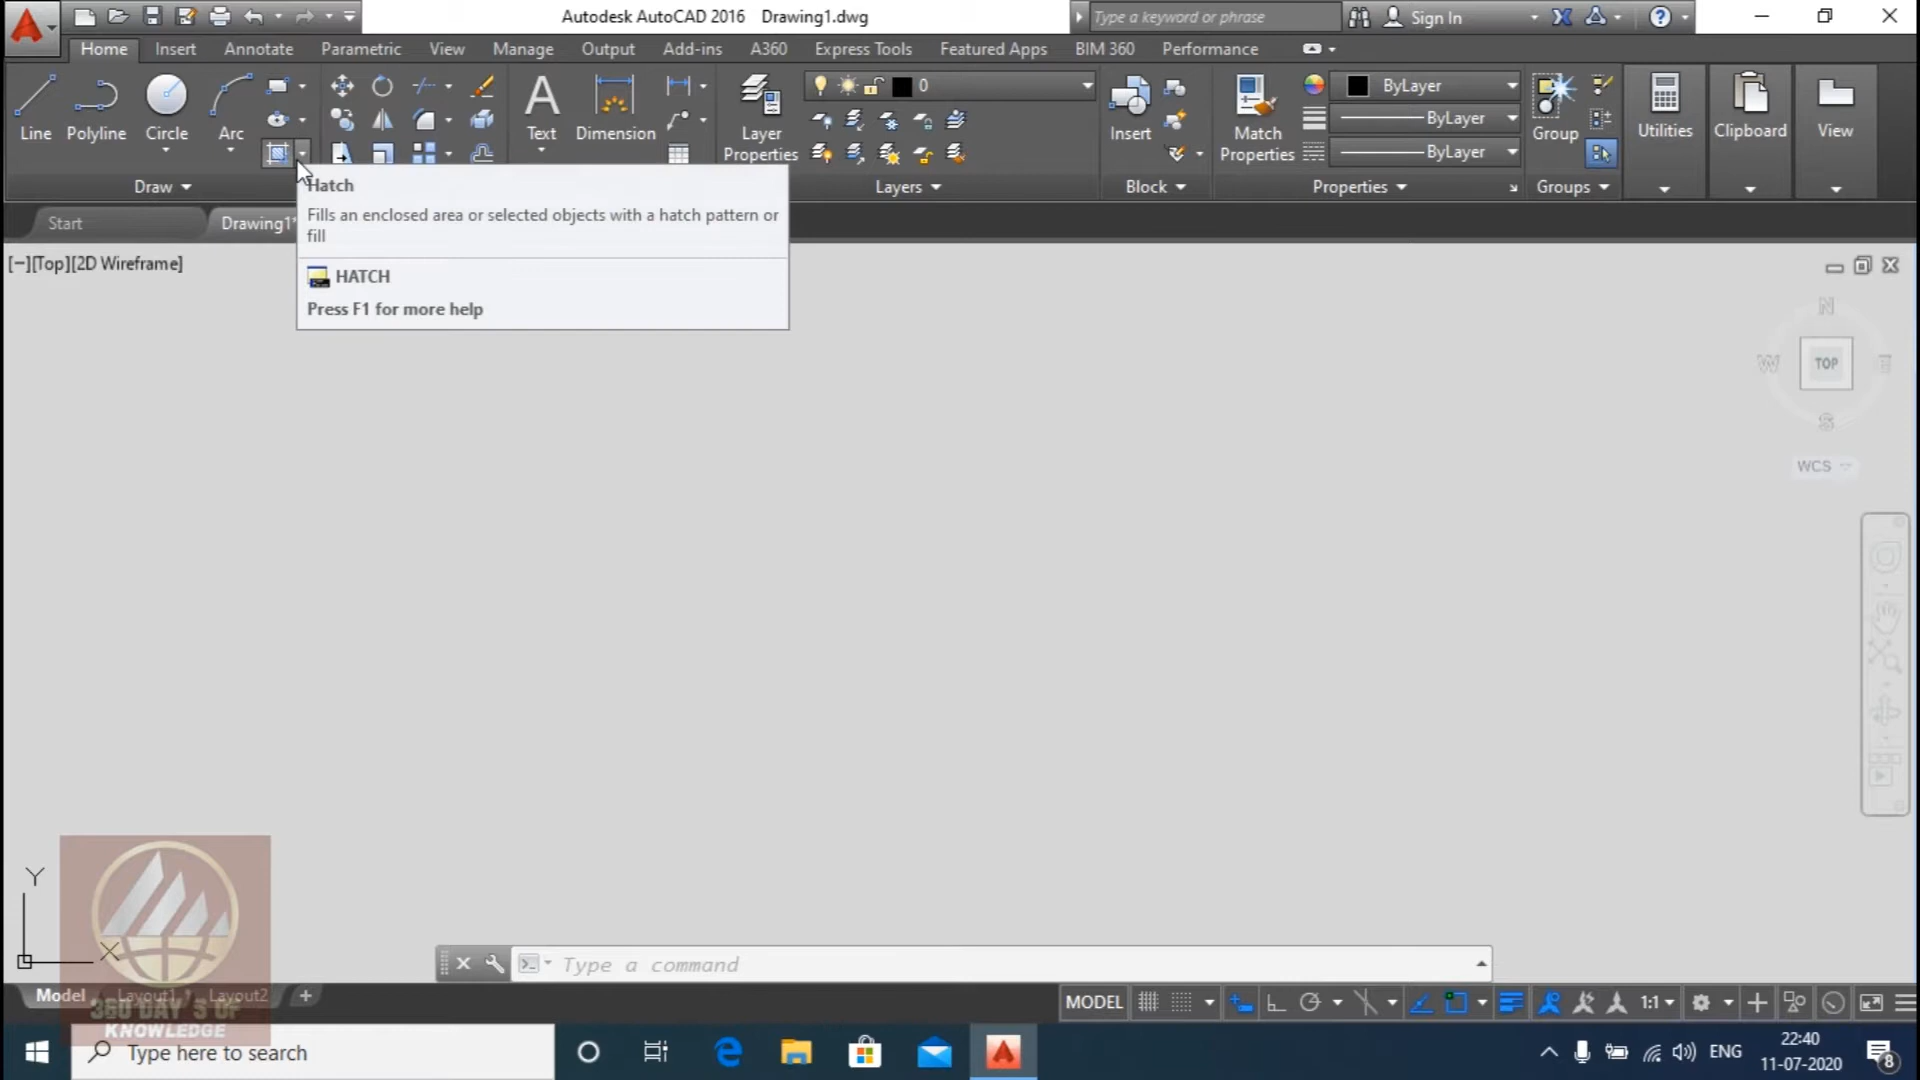 Autodesk AutoCAD 2016 Drawing1.dwg
Type a keyword or phrase
Sign In
Home Insert Annotate Parametric View Manage Output Add-ins A360 Express Tools Featured Apps BIM 360 Performance
Line Polyline Circle Arc
Text Dimension
Layer Properties
0
Insert
Match Properties
ByLayer
ByLayer
ByLayer
Group
Utilities Clipboard View
Draw Layers Block Properties Groups
Start Drawing1*
Hatch
Fills an enclosed area or selected objects with a hatch pattern or
fill
HATCH
Press F1 for more help
[−][Top][2D Wireframe]
N
W TOP E
S
WCS
Y
X
Type a command
Model Layout1 Layout2 +
360 DAY'S OF
KNOWLEDGE
MODEL 1:1
Type here to search
ENG
22:40
11-07-2020
8